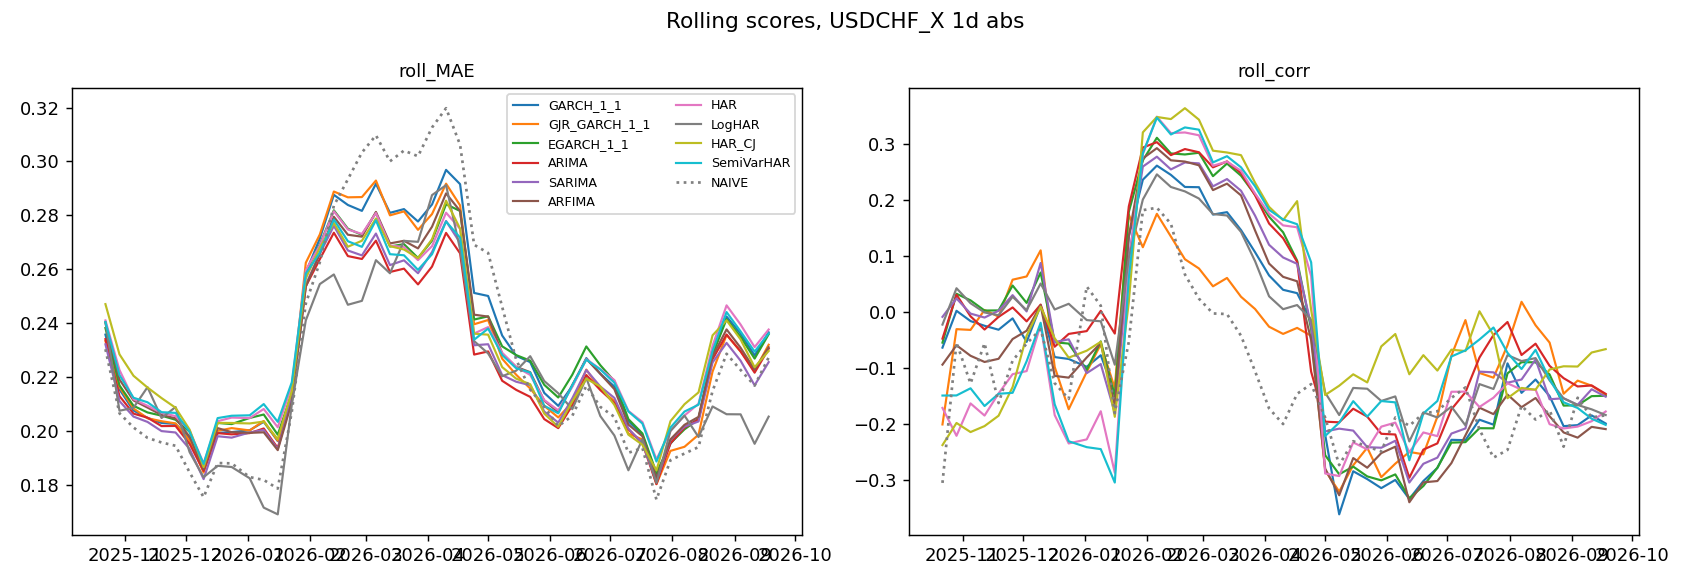 Rolling scores, USDCHF_X 1d abs
roll_MAE
0.32
0.30
0.28
0.26
0.24
0.22
0.20
0.18
GARCH_1_1
GJR_GARCH_1_1
EGARCH_1_1
ARIMA
SARIMA
ARFIMA
HAR
LogHAR
HAR_CJ
SemiVarHAR
NAIVE
2025-11 2025-12 2026-01 2026-02 2026-03 2026-04 2026-05 2026-06 2026-07 2026-08 2026-09 2026-10
roll_corr
0.3
0.2
0.1
0.0
−0.1
−0.2
−0.3
2025-11 2025-12 2026-01 2026-02 2026-03 2026-04 2026-05 2026-06 2026-07 2026-08 2026-09 2026-10